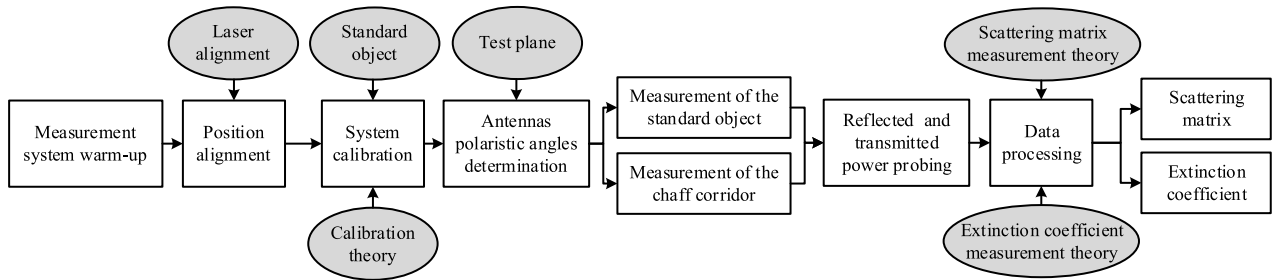 Laser
alignment
Standard
object
Test plane
Scattering matrix
measurement theory
Measurement
system warm-up
Position
alignment
System
calibration
Antennas
polaristic angles
determination
Measurement of the
standard object
Measurement of the
chaff corridor
Reflected and
transmitted
power probing
Data
processing
Scattering
matrix
Extinction
coefficient
Calibration
theory
Extinction coefficient
measurement theory